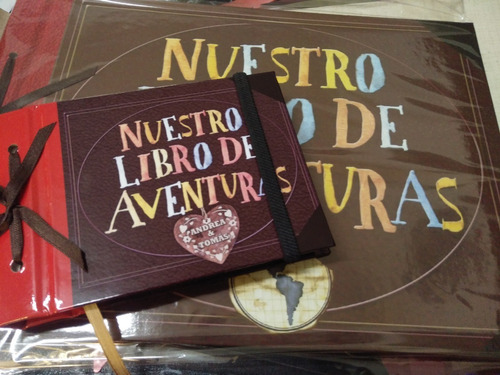 NUESTRO
LIBRO DE
AVENTURAS
ANDREA
&
TOMAS
NUESTRO
DE
TURAS